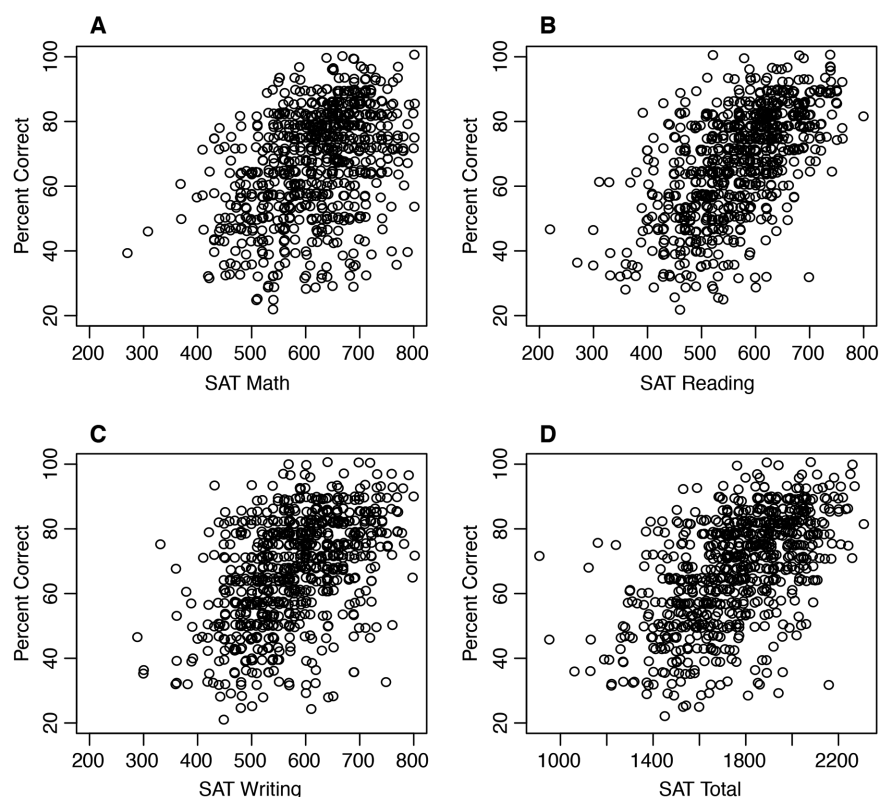 A
B
Percent Correct
20 40 60 80 100
200 300 400 500 600 700 800
SAT Math
Percent Correct
20 40 60 80 100
200 300 400 500 600 700 800
SAT Reading
C
D
Percent Correct
20 40 60 80 100
200 300 400 500 600 700 800
SAT Writing
Percent Correct
20 40 60 80 100
1000 1400 1800 2200
SAT Total